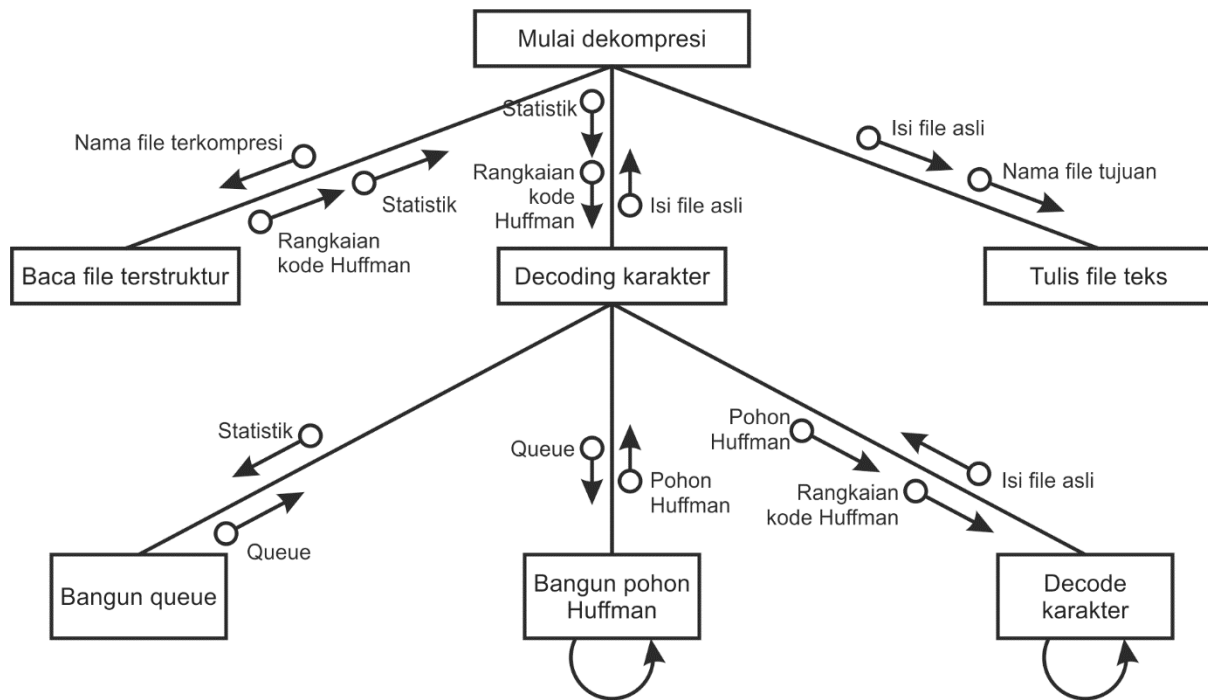 Mulai dekompresi
Statistik
Nama file terkompresi
Isi file asli
Rangkaian
kode
Huffman
Nama file tujuan
Statistik
Isi file asli
Rangkaian
kode Huffman
Baca file terstruktur
Decoding karakter
Tulis file teks
Statistik
Queue
Pohon
Huffman
Pohon
Huffman
Rangkaian
kode Huffman
Isi file asli
Queue
Bangun queue
Bangun pohon
Huffman
Decode
karakter